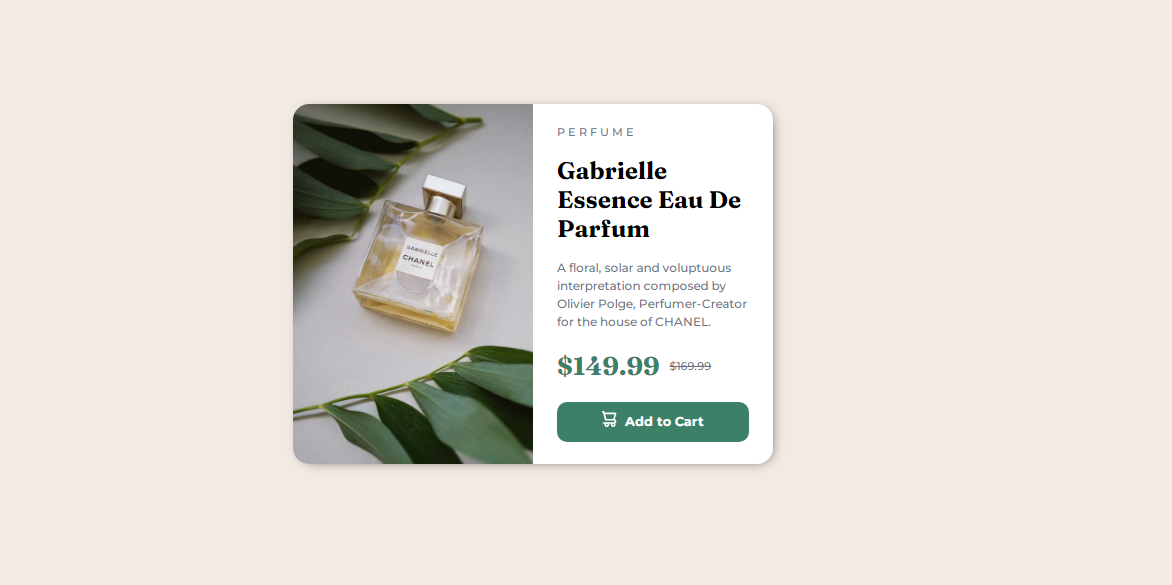 PERFUME
Gabrielle
Essence Eau De
Parfum
A floral, solar and voluptuous
interpretation composed by
Olivier Polge, Perfumer-Creator
for the house of CHANEL.
$149.99 $169.99
Add to Cart
GABRIELLE
CHANEL